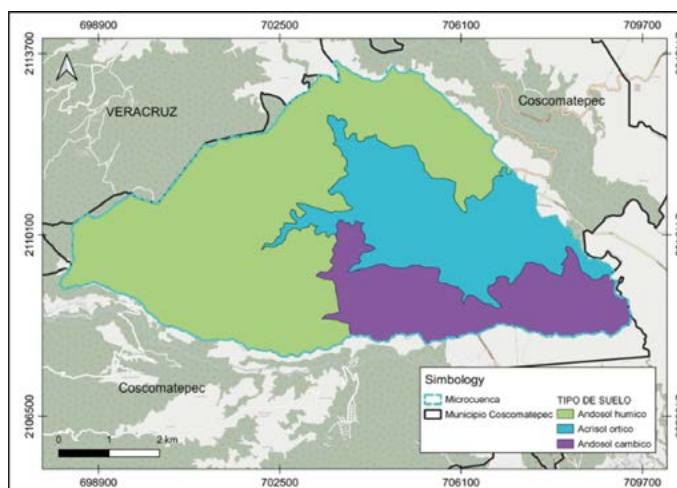 698900 702500 706100 709700
2113700
Coscomatepec
VERACRUZ
2110100
Coscomatepec
Simbology
Microcuenca
Municipio Coscomatepec
TIPO DE SUELO
Andosol humico
Acrisol ortico
Andosol cambico
2106500
0 1 2 km
698900 702500 706100 709700